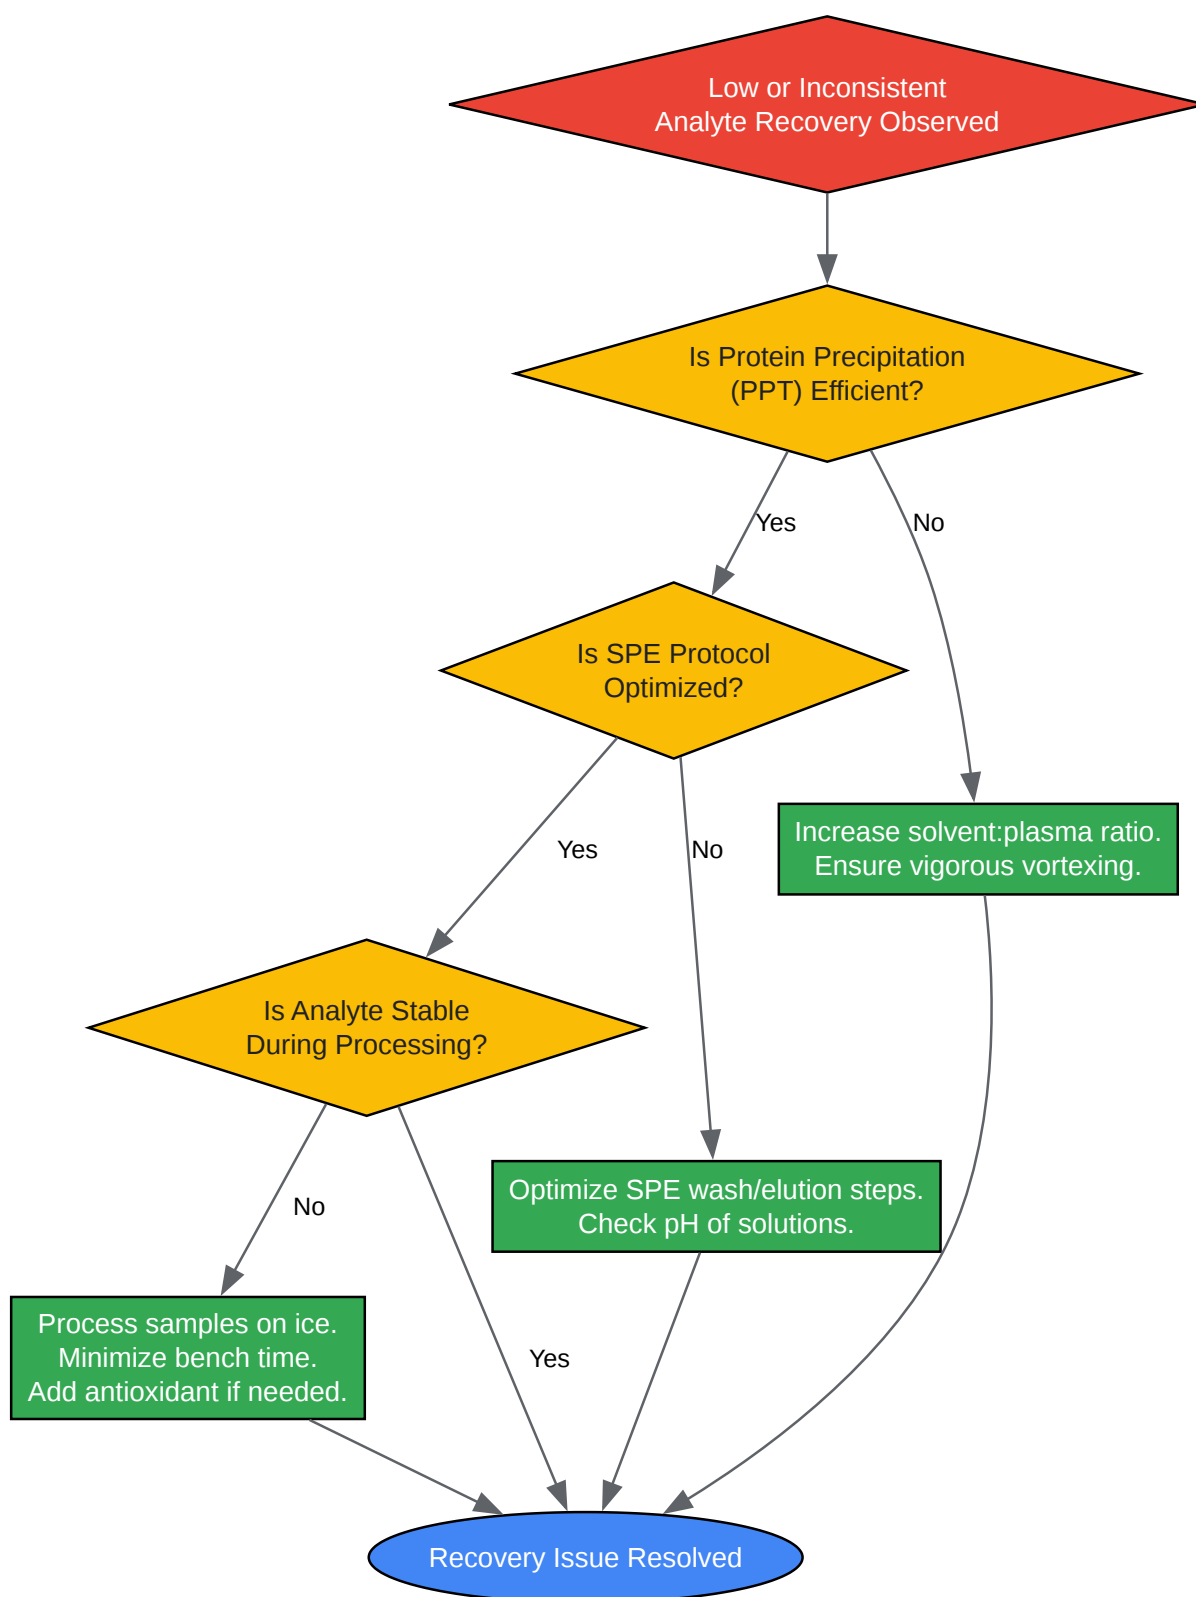 Low or Inconsistent
Analyte Recovery Observed
Is Protein Precipitation
(PPT) Efficient?
Yes
No
Is SPE Protocol
Optimized?
Increase solvent:plasma ratio.
Ensure vigorous vortexing.
Yes
No
Is Analyte Stable
During Processing?
Optimize SPE wash/elution steps.
Check pH of solutions.
No
Process samples on ice.
Minimize bench time.
Add antioxidant if needed.
Yes
Recovery Issue Resolved